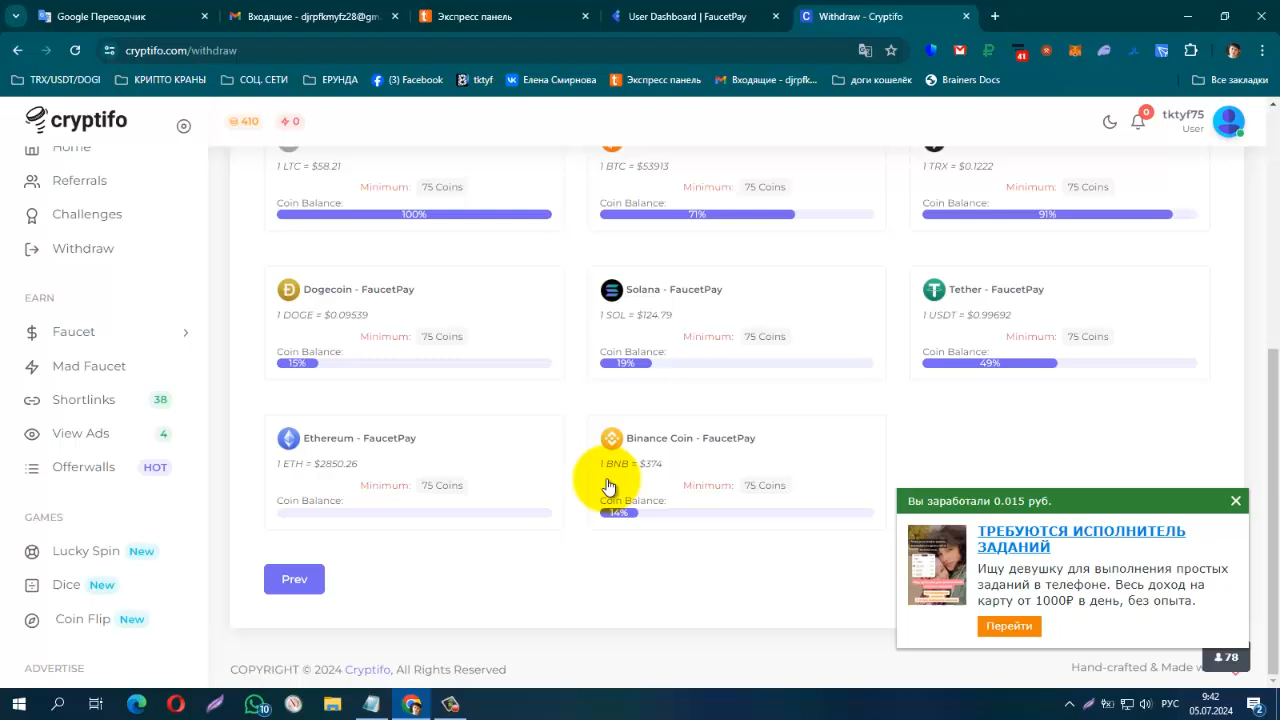 Google Переводчик
Входящие - djrpfkmyfz28@gm
Экспресс панель
User Dashboard | FaucetPay
Withdraw - Cryptifo
cryptifo.com/withdraw
41
TRX/USDT/DOGI
КРИПТО КРАНЫ
СОЦ. СЕТИ
ЕРУНДА
(3) Facebook
tktyf
Елена Смирнова
Экспресс панель
Входящие - djrpfk...
доги кошелёк
Brainers Docs
Все закладки
cryptifo
410
0
0
tktyf75
User
Home
Referrals
Challenges
Withdraw
EARN
Faucet
Mad Faucet
Shortlinks 38
View Ads 4
Offerwalls HOT
GAMES
Lucky Spin New
Dice New
Coin Flip New
ADVERTISE
1 LTC = $58.21
Minimum: 75 Coins
Coin Balance:
100%
1 BTC = $53913
Minimum: 75 Coins
Coin Balance:
71%
1 TRX = $0.1222
Minimum: 75 Coins
Coin Balance:
91%
Dogecoin - FaucetPay
1 DOGE = $0.09539
Minimum: 75 Coins
Coin Balance:
15%
Solana - FaucetPay
1 SOL = $124.79
Minimum: 75 Coins
Coin Balance:
19%
Tether - FaucetPay
1 USDT = $0.99692
Minimum: 75 Coins
Coin Balance:
49%
Ethereum - FaucetPay
1 ETH = $2850.26
Minimum: 75 Coins
Coin Balance:
Binance Coin - FaucetPay
1 BNB = $374
Minimum: 75 Coins
Coin Balance:
14%
Prev
Вы заработали 0.015 руб.
ТРЕБУЮТСЯ ИСПОЛНИТЕЛЬ
ЗАДАНИЙ
Ищу девушку для выполнения простых
заданий в телефоне. Весь доход на
карту от 1000₽ в день, без опыта.
Перейти
78
COPYRIGHT © 2024 Cryptifo, All Rights Reserved
Hand-crafted & Made w
10
РУС
9:42
05.07.2024
2